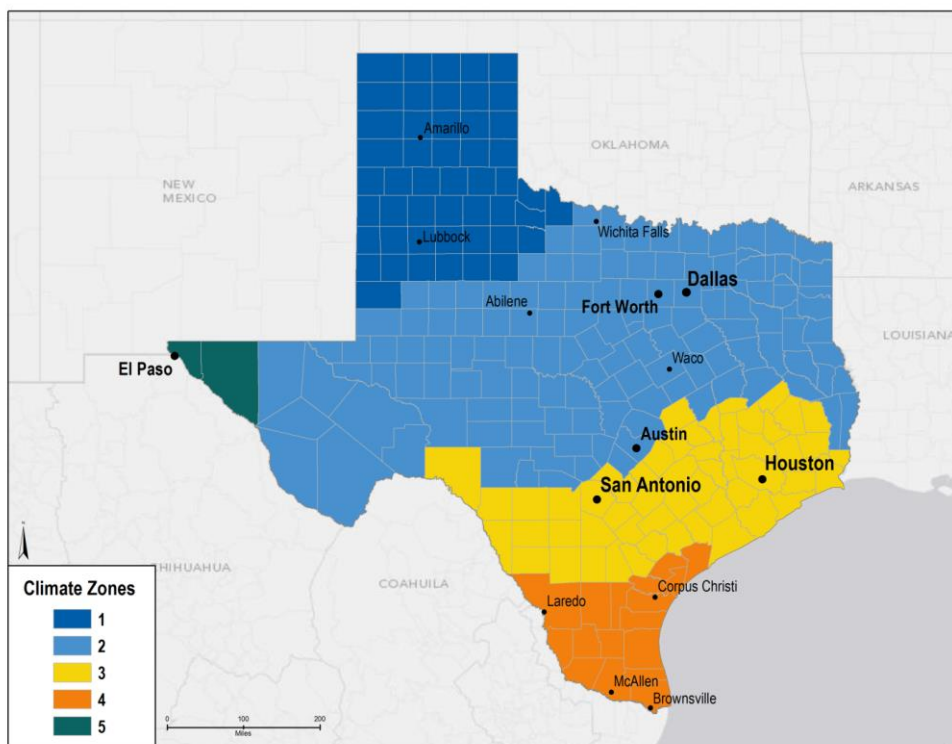 OKLAHOMA
NEW
MEXICO
ARKANSAS
LOUISIANA
CHIHUAHUA
COAHUILA
Amarillo
Lubbock
Wichita Falls
Abilene
Dallas
Fort Worth
Waco
El Paso
Austin
San Antonio
Houston
Laredo
Corpus Christi
McAllen
Brownsville
Climate Zones
1
2
3
4
5
0
100
200
Miles